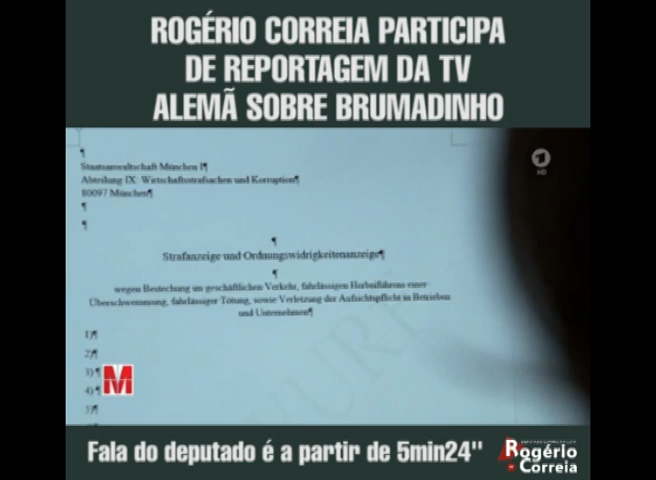 ROGÉRIO CORREIA PARTICIPA
DE REPORTAGEM DA TV
ALEMÃ SOBRE BRUMADINHO
¶
Staatsanwaltschaft München I¶
Abteilung IX: Wirtschaftsstrafsachen und Korruption¶
80097 München¶
¶
¶
¶
Strafanzeige und Ordnungswidrigkeitenanzeige¶
¶
wegen Bestechung im geschäftlichen Verkehr, fahrlässigen Herbeiführens einer
Überschwemmung, fahrlässiger Tötung, sowie Verletzung der Aufsichtspflicht in Betrieben
und Unternehmen¶
1)¶
2)¶
3)¶
4)¶
5)¶
1
HD
M
Fala do deputado é a partir de 5min24"
Rogério
Correia